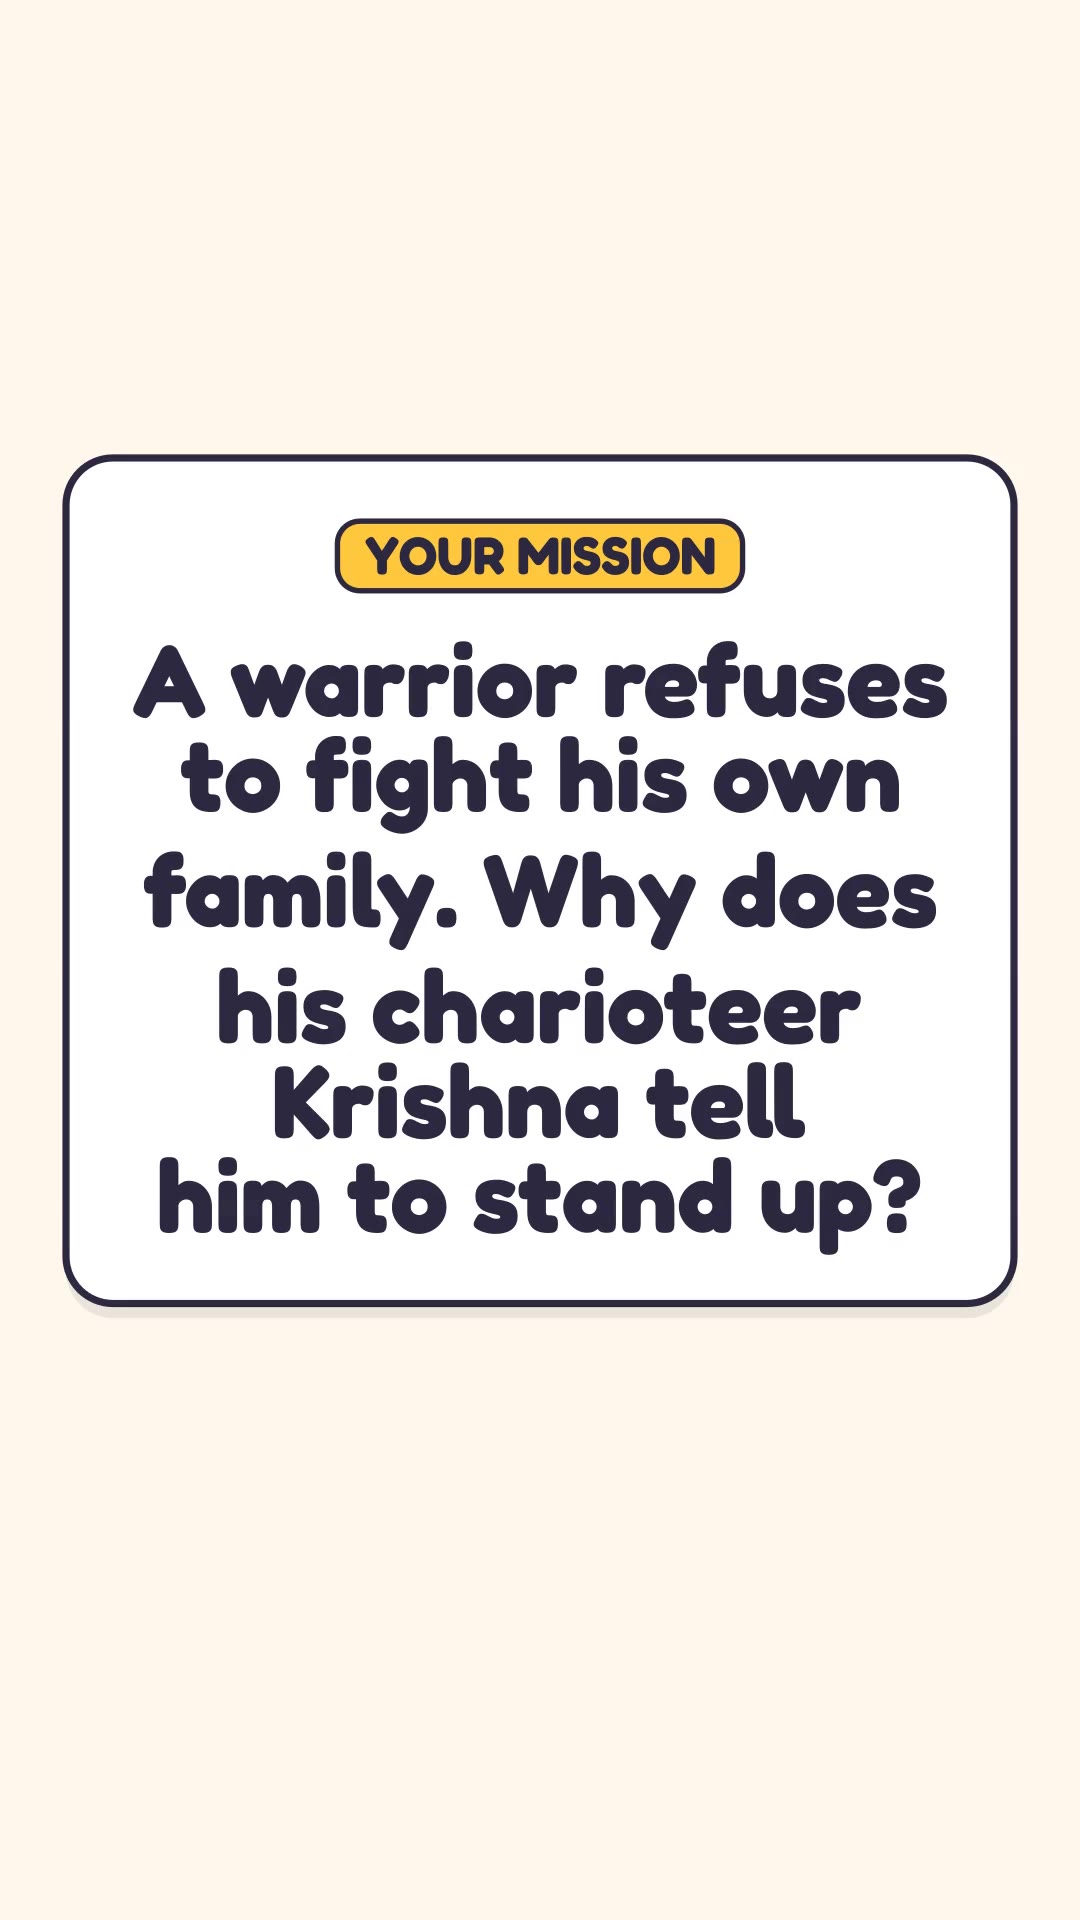 YOUR MISSION
A warrior refuses
to fight his own
family. Why does
his charioteer
Krishna tell
him to stand up?